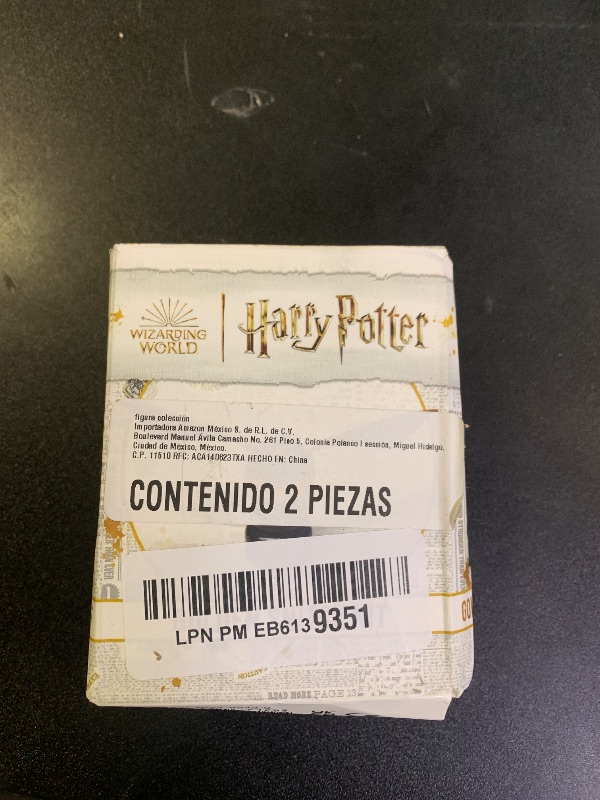 WIZARDING
WORLD
Harry Potter
figura colección
Importadora Amazon México S. de R.L. de C.V.
Boulevard Manuel Ávila Camacho No. 261 Piso 5, Colonia Polanco I sección, Miguel Hidalgo,
Ciudad de México, México.
C.P. 11510 RFC: ACA140623TXA HECHO EN: China
CONTENIDO 2 PIEZAS
LPN PM EB6139351
GO
READ MORE PAGE 13